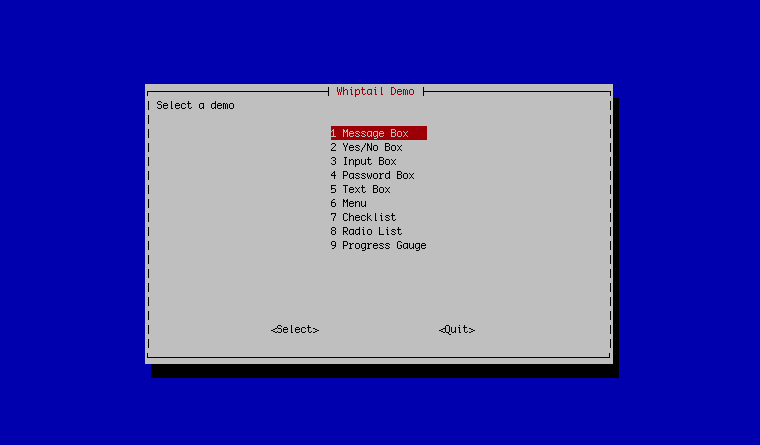 Whiptail Demo
Select a demo
1 Message Box
2 Yes/No Box
3 Input Box
4 Password Box
5 Text Box
6 Menu
7 Checklist
8 Radio List
9 Progress Gauge
<Select> <Quit>